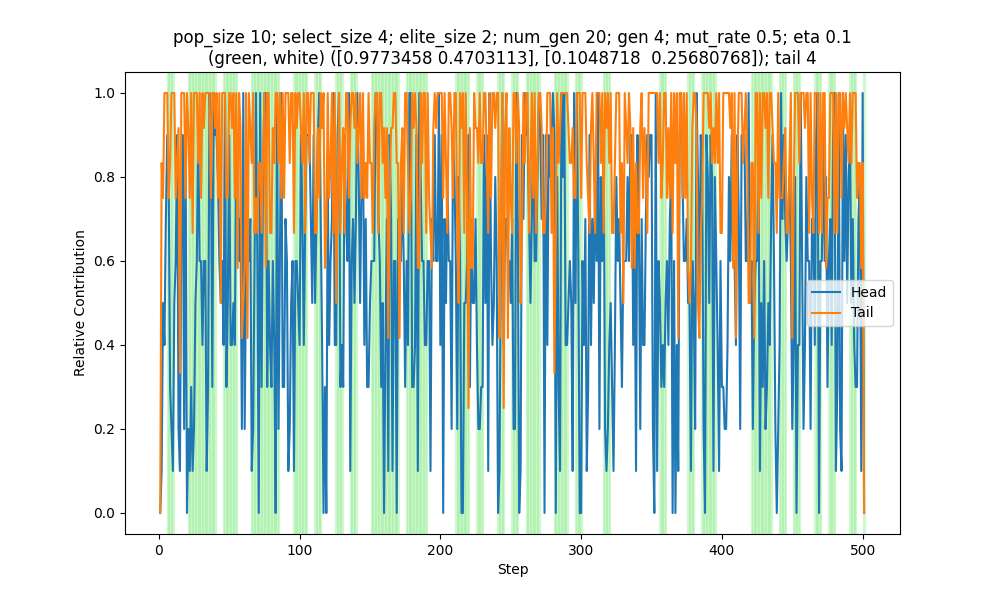 pop_size 10; select_size 4; elite_size 2; num_gen 20; gen 4; mut_rate 0.5; eta 0.1
(green, white) ([0.9773458 0.4703113], [0.1048718  0.25680768]); tail 4
Relative Contribution
1.0
0.8
0.6
0.4
0.2
0.0
Head
Tail
0 100 200 300 400 500
Step